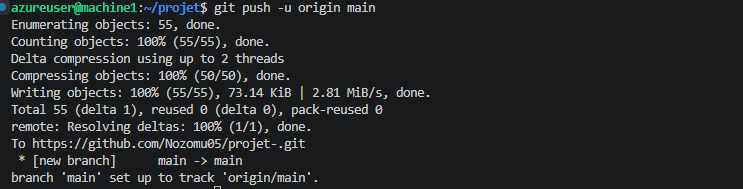 azureuser@machine1:~/projet$ git push -u origin main
Enumerating objects: 55, done.
Counting objects: 100% (55/55), done.
Delta compression using up to 2 threads
Compressing objects: 100% (50/50), done.
Writing objects: 100% (55/55), 73.14 KiB | 2.81 MiB/s, done.
Total 55 (delta 1), reused 0 (delta 0), pack-reused 0
remote: Resolving deltas: 100% (1/1), done.
To https://github.com/Nozomu05/projet-.git
 * [new branch]      main -> main
branch 'main' set up to track 'origin/main'.